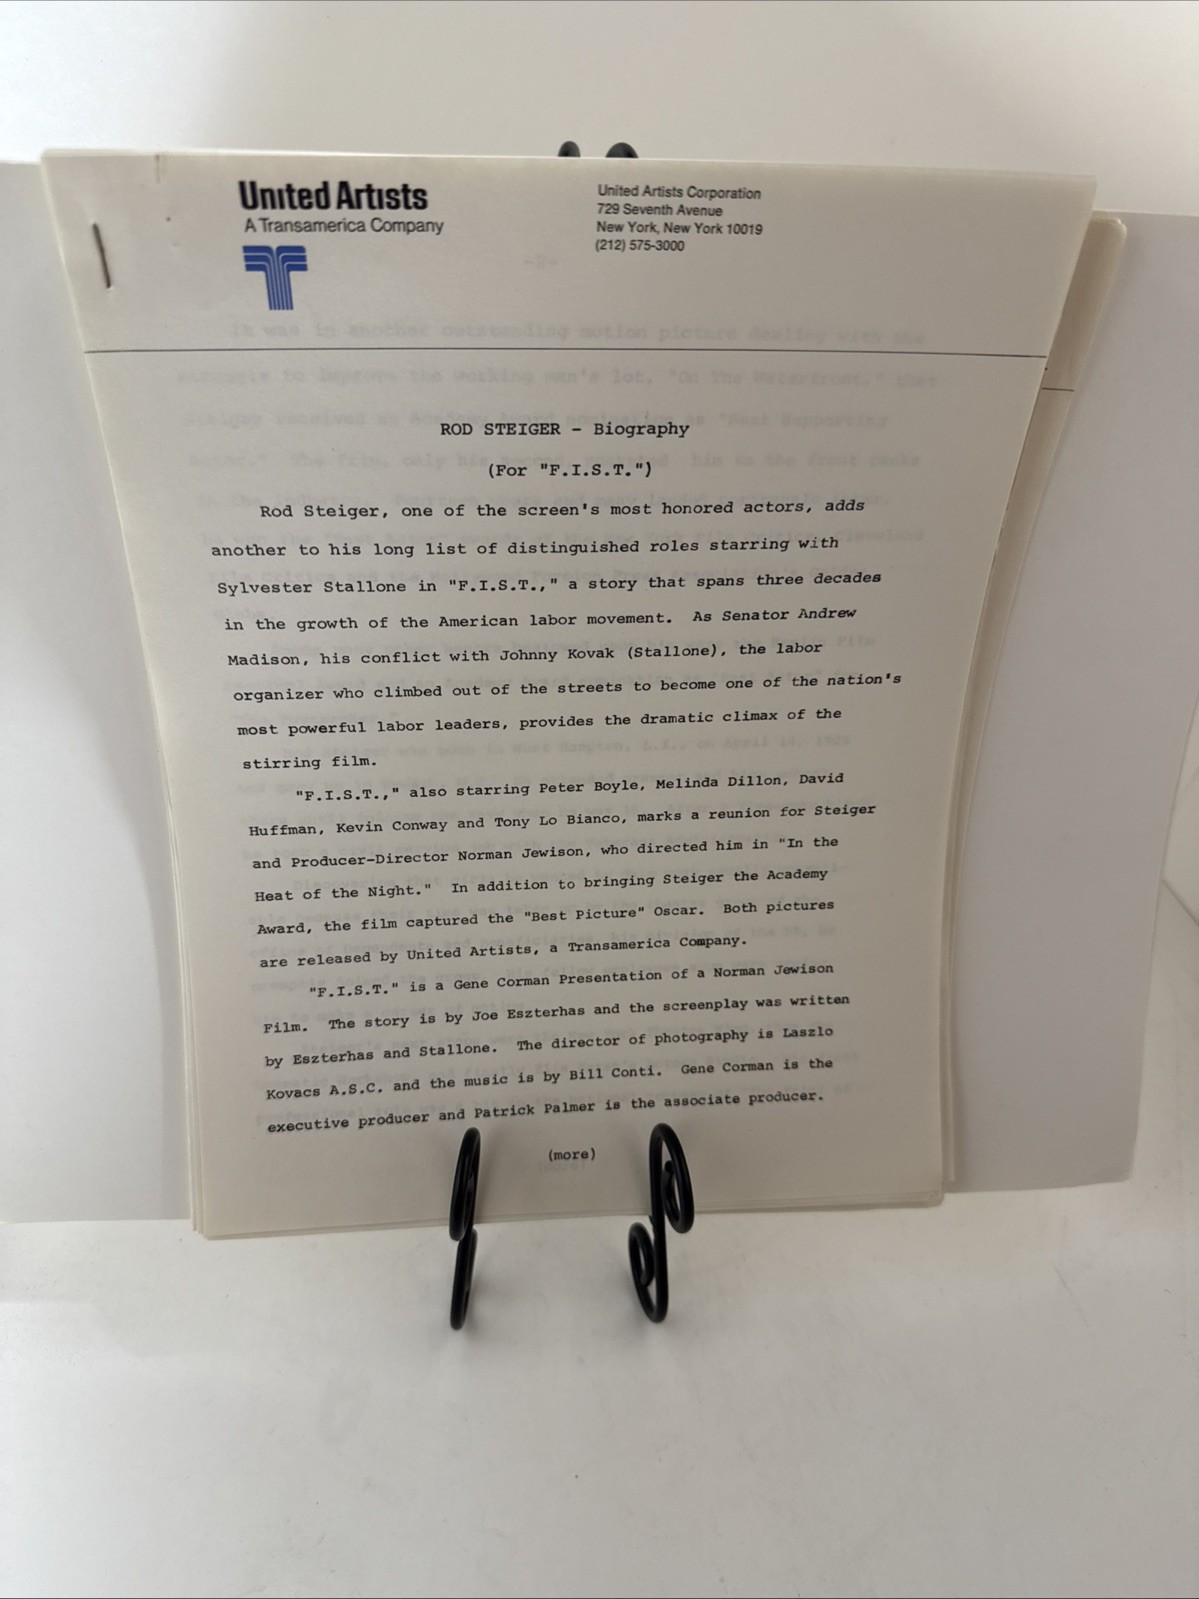 United Artists
A Transamerica Company
United Artists Corporation
729 Seventh Avenue
New York, New York 10019
(212) 575-3000
ROD STEIGER - Biography
(For "F.I.S.T.")
Rod Steiger, one of the screen's most honored actors, adds
another to his long list of distinguished roles starring with
Sylvester Stallone in "F.I.S.T.," a story that spans three decades
in the growth of the American labor movement. As Senator Andrew
Madison, his conflict with Johnny Kovak (Stallone), the labor
organizer who climbed out of the streets to become one of the nation's
most powerful labor leaders, provides the dramatic climax of the
stirring film.
"F.I.S.T.," also starring Peter Boyle, Melinda Dillon, David
Huffman, Kevin Conway and Tony Lo Bianco, marks a reunion for Steiger
and Producer-Director Norman Jewison, who directed him in "In the
Heat of the Night." In addition to bringing Steiger the Academy
Award, the film captured the "Best Picture" Oscar. Both pictures
are released by United Artists, a Transamerica Company.
"F.I.S.T." is a Gene Corman Presentation of a Norman Jewison
Film. The story is by Joe Eszterhas and the screenplay was written
by Eszterhas and Stallone. The director of photography is Laszlo
Kovacs A.S.C. and the music is by Bill Conti. Gene Corman is the
executive producer and Patrick Palmer is the associate producer.
(more)